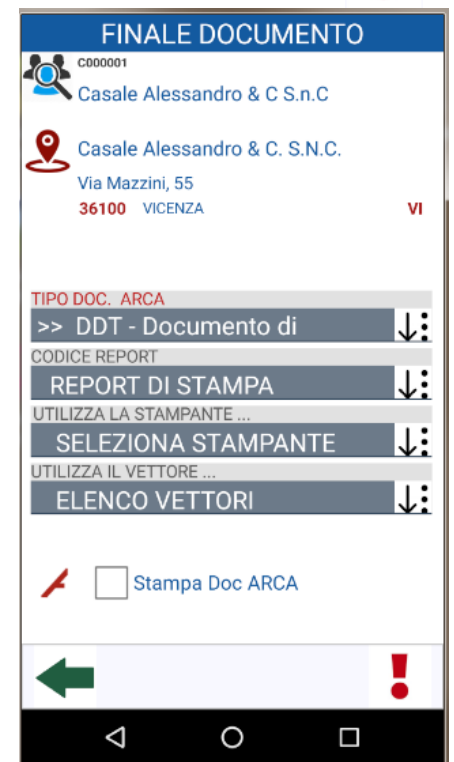 FINALE DOCUMENTO
C000001
Casale Alessandro & C S.n.C
Casale Alessandro & C. S.N.C.
Via Mazzini, 55
36100 VICENZA VI
TIPO DOC. ARCA
>> DDT - Documento di
CODICE REPORT
REPORT DI STAMPA
UTILIZZA LA STAMPANTE ...
SELEZIONA STAMPANTE
UTILIZZA IL VETTORE ...
ELENCO VETTORI
Stampa Doc ARCA